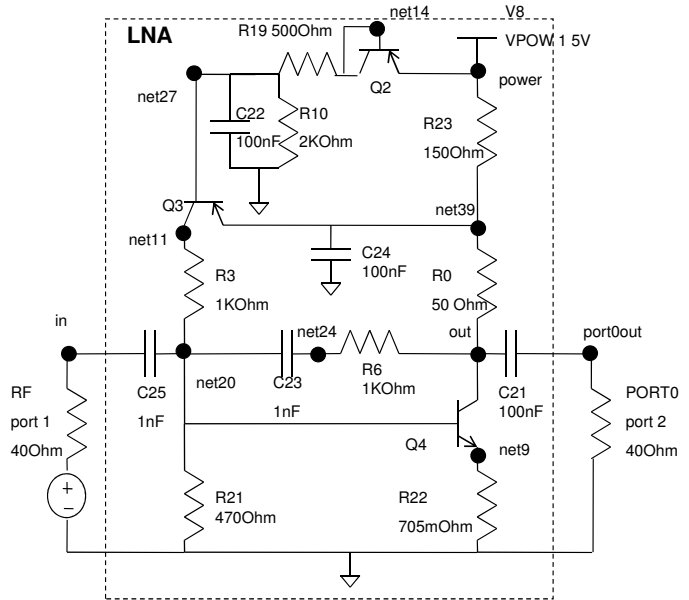 net14
V8
LNA
R19 500Ohm
VPOW 1 5V
Q2
power
net27
C22
100nF
R10
2KOhm
R23
150Ohm
Q3
net39
net11
C24
100nF
R3
1KOhm
R0
50 Ohm
in
net24
out
port0out
RF
port 1
40Ohm
C25
1nF
net20
C23
1nF
R6
1KOhm
C21
100nF
PORT0
port 2
40Ohm
Q4
net9
+
−
R21
470Ohm
R22
705mOhm